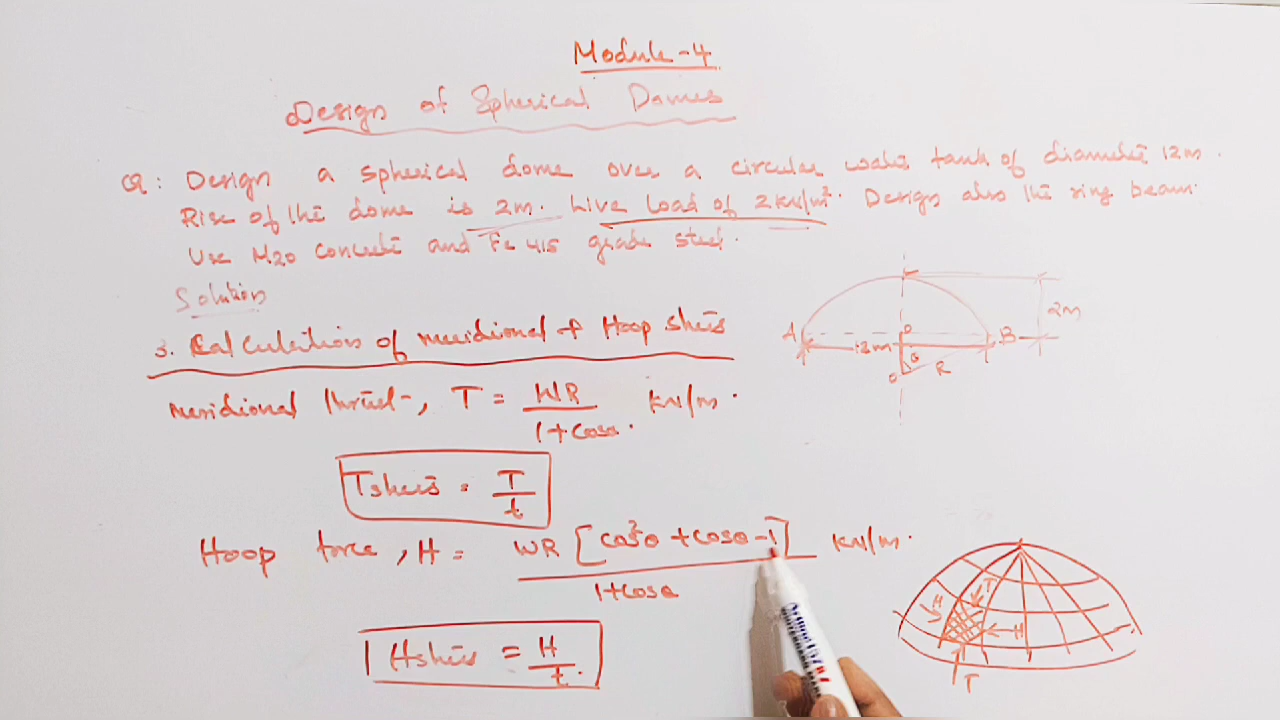 Module-4
Design of Spherical Domes
Q: Design a spherical dome over a circular water tank of diameter 12m.
Rise of the dome is 2m. Live Load of 2kN/m². Design also the ring beam.
Use M20 concrete and Fe 415 grade steel.
Solution
3. Calculation of meridional & Hoop stress
Meridional thrust, T = WR / 1+cosθ kN/m.
T stress = T / t
Hoop force, H = WR [cos²θ + cosθ -1] / 1+cosθ kN/m.
H stress = H / t.
A 12m P B 2m
O θ R
H T H
T